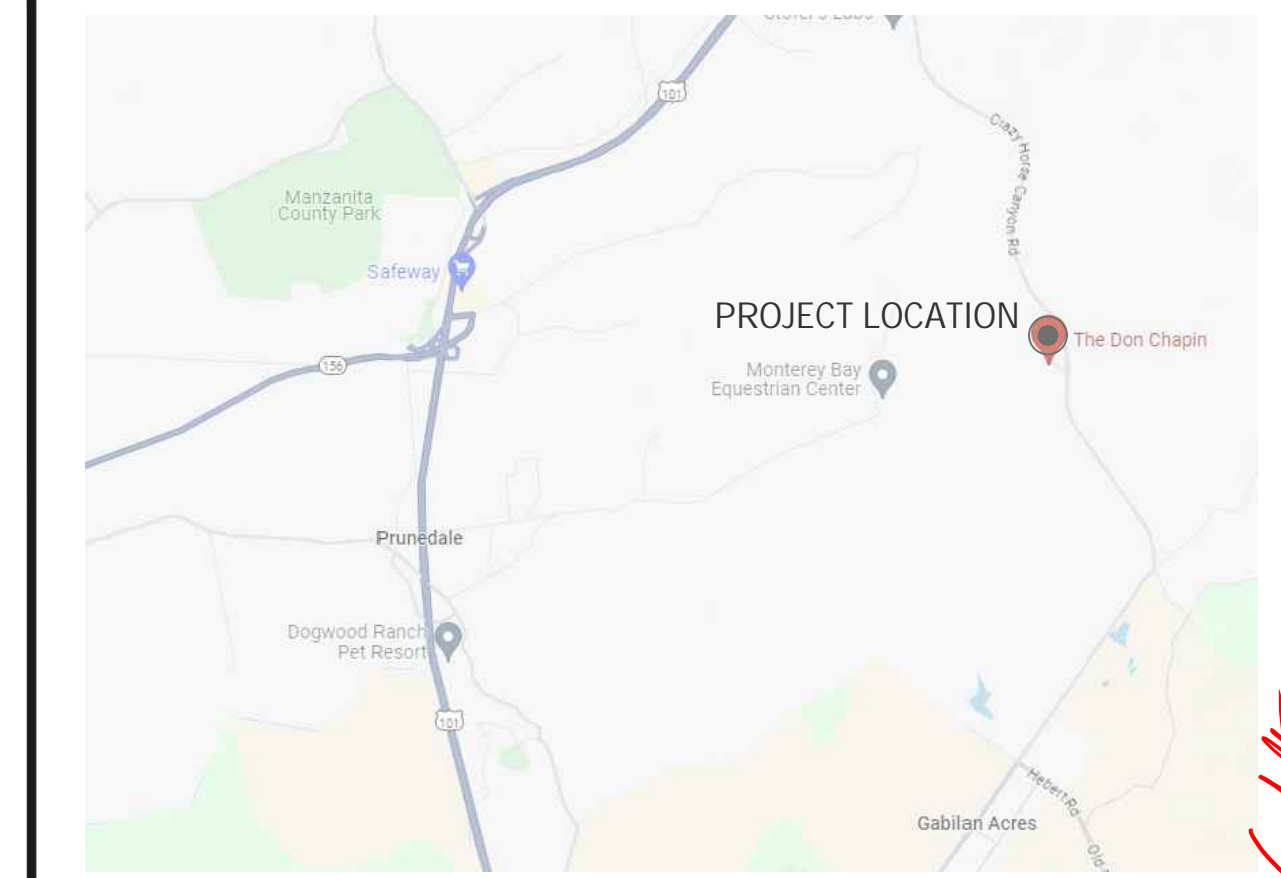 101
Crazy Horse Canyon Rd
Manzanita
County Park
Safeway
PROJECT LOCATION
The Don Chapin
156
Monterey Bay
Equestrian Center
Prunedale
Dogwood Ranch
Pet Resort
101
Hebert Rd
Gabilan Acres
Old